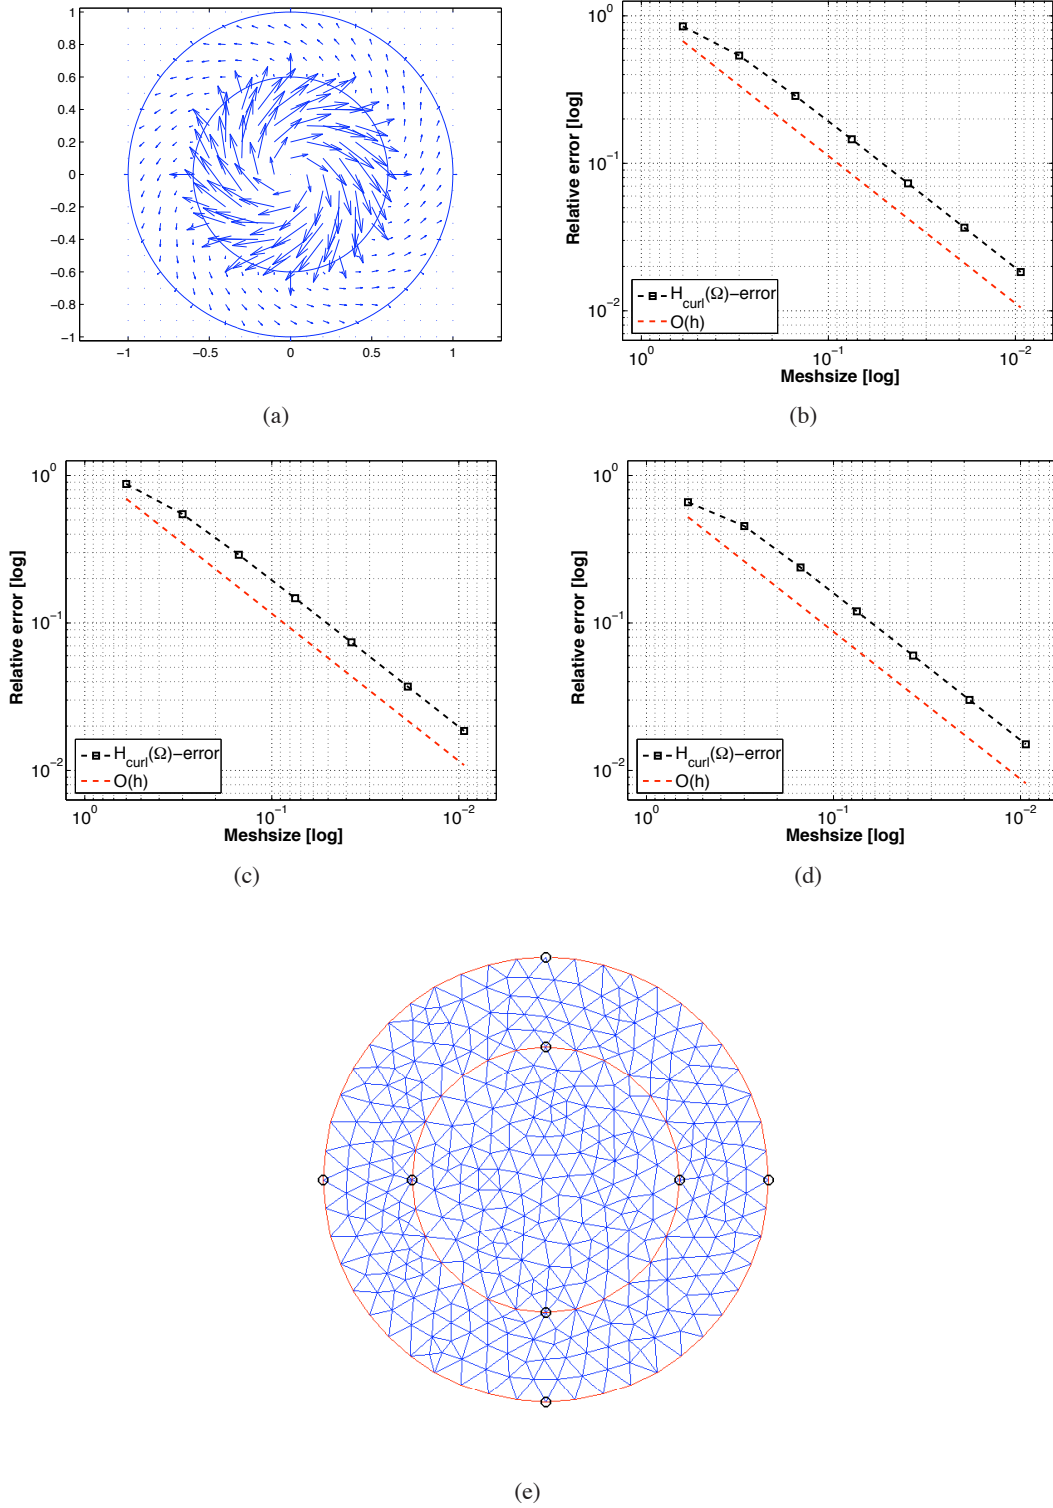 1
0.8
0.6
0.4
0.2
0
−0.2
−0.4
−0.6
−0.8
−1
−1 −0.5 0 0.5 1
(a)
10^0
10^−1
10^−2
Relative error [log]
H_curl(Ω)−error
O(h)
10^0 10^−1 10^−2
Meshsize [log]
(b)
10^0
10^−1
10^−2
Relative error [log]
H_curl(Ω)−error
O(h)
10^0 10^−1 10^−2
Meshsize [log]
(c)
10^0
10^−1
10^−2
Relative error [log]
H_curl(Ω)−error
O(h)
10^0 10^−1 10^−2
Meshsize [log]
(d)
(e)